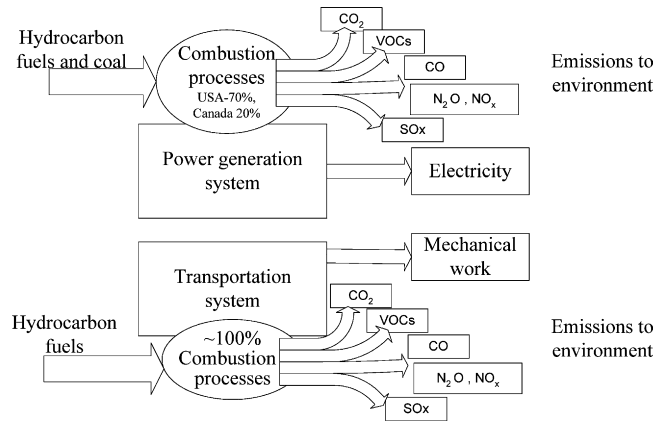 Hydrocarbon
fuels and coal
Combustion
processes
USA-70%,
Canada 20%
CO₂
VOCs
CO
N₂O , NOₓ
SOx
Emissions to
environment
Power generation
system
Electricity
Transportation
system
Mechanical
work
Hydrocarbon
fuels
~100%
Combustion
processes
CO₂
VOCs
CO
N₂O , NOₓ
SOx
Emissions to
environment